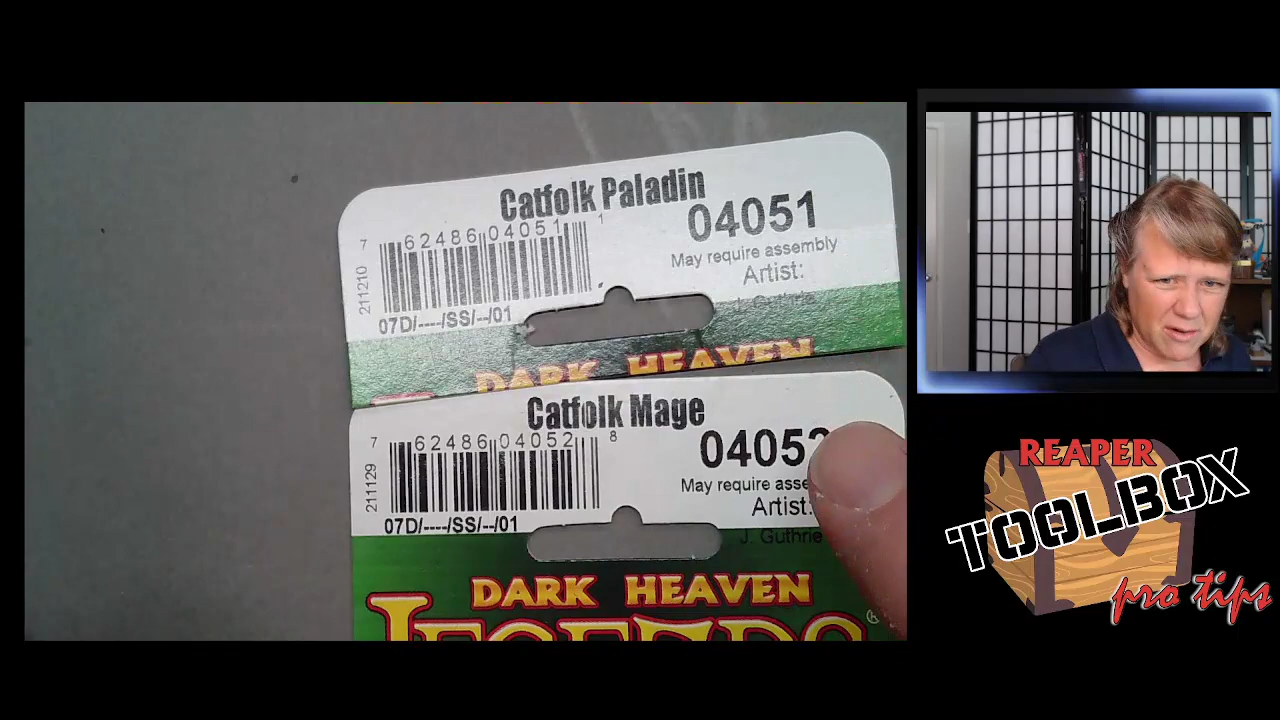 Catfolk Paladin
04051
7 62486 04051 1
May require assembly
Artist:
J. Guthrie
211210
07D/----/SS/--/01
DARK HEAVEN
Catfolk Mage
7 62486 04052 8
0405
May require asse
Artist:
J. Guthrie
211129
07D/----/SS/--/01
DARK HEAVEN
LEGENDS
REAPER
TOOLBOX
pro tips